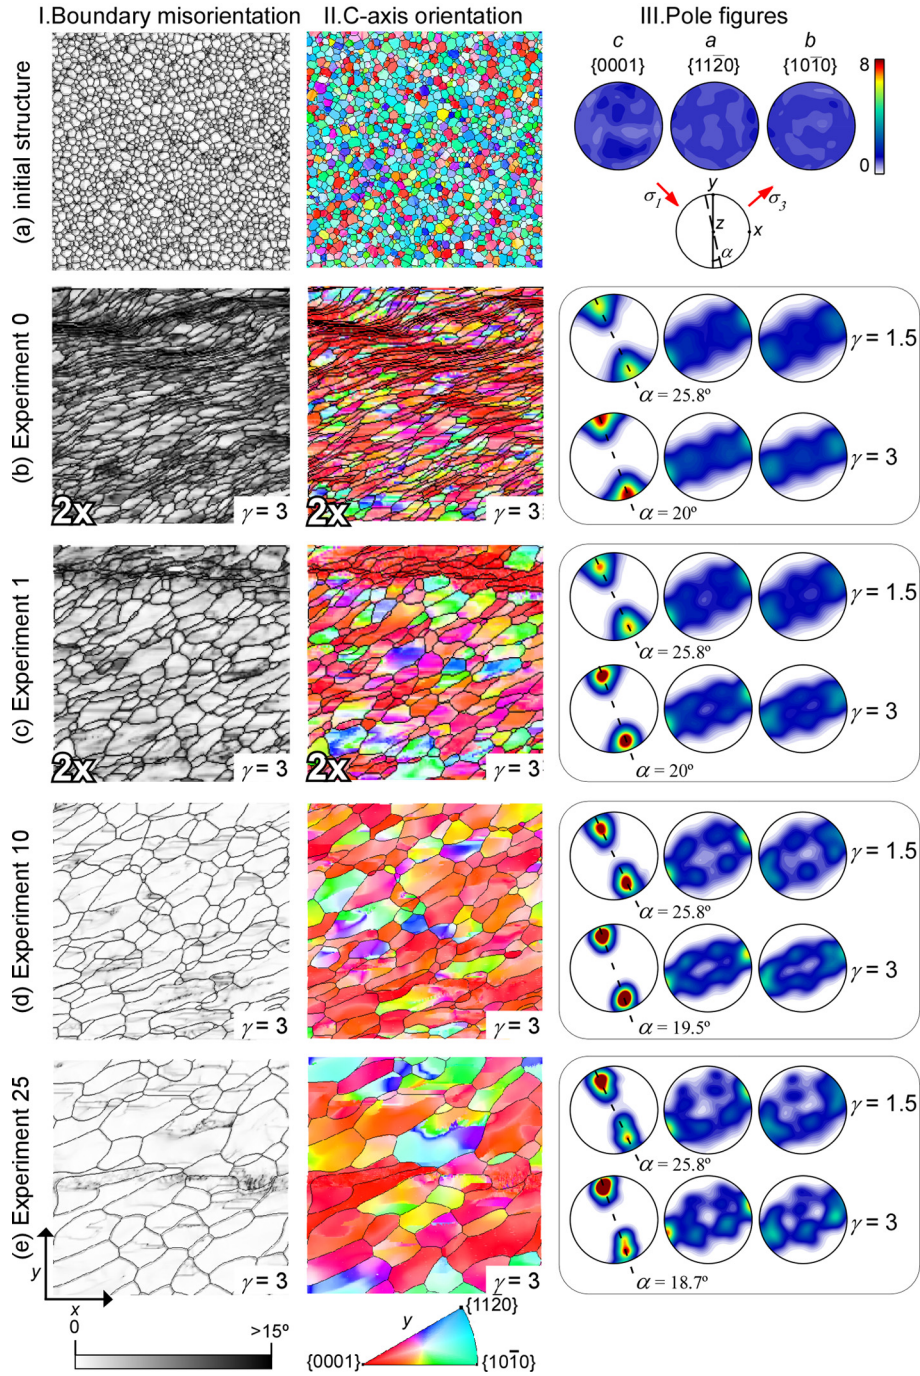 I.Boundary misorientation
II.C-axis orientation
III.Pole figures
c
a
b
{0001}
{112̅0}
{101̅0}
8
0
(a) initial structure
σ1
σ3
y
z
x
α
(b) Experiment 0
2x
γ = 3
2x
γ = 3
γ = 1.5
α = 25.8º
γ = 3
α = 20º
(c) Experiment 1
2x
γ = 3
2x
γ = 3
γ = 1.5
α = 25.8º
γ = 3
α = 20º
(d) Experiment 10
γ = 3
γ = 3
γ = 1.5
α = 25.8º
γ = 3
α = 19.5º
(e) Experiment 25
γ = 3
γ = 3
γ = 1.5
α = 25.8º
γ = 3
α = 18.7º
y
x
0
>15º
y
{112̅0}
{0001}
{101̅0}